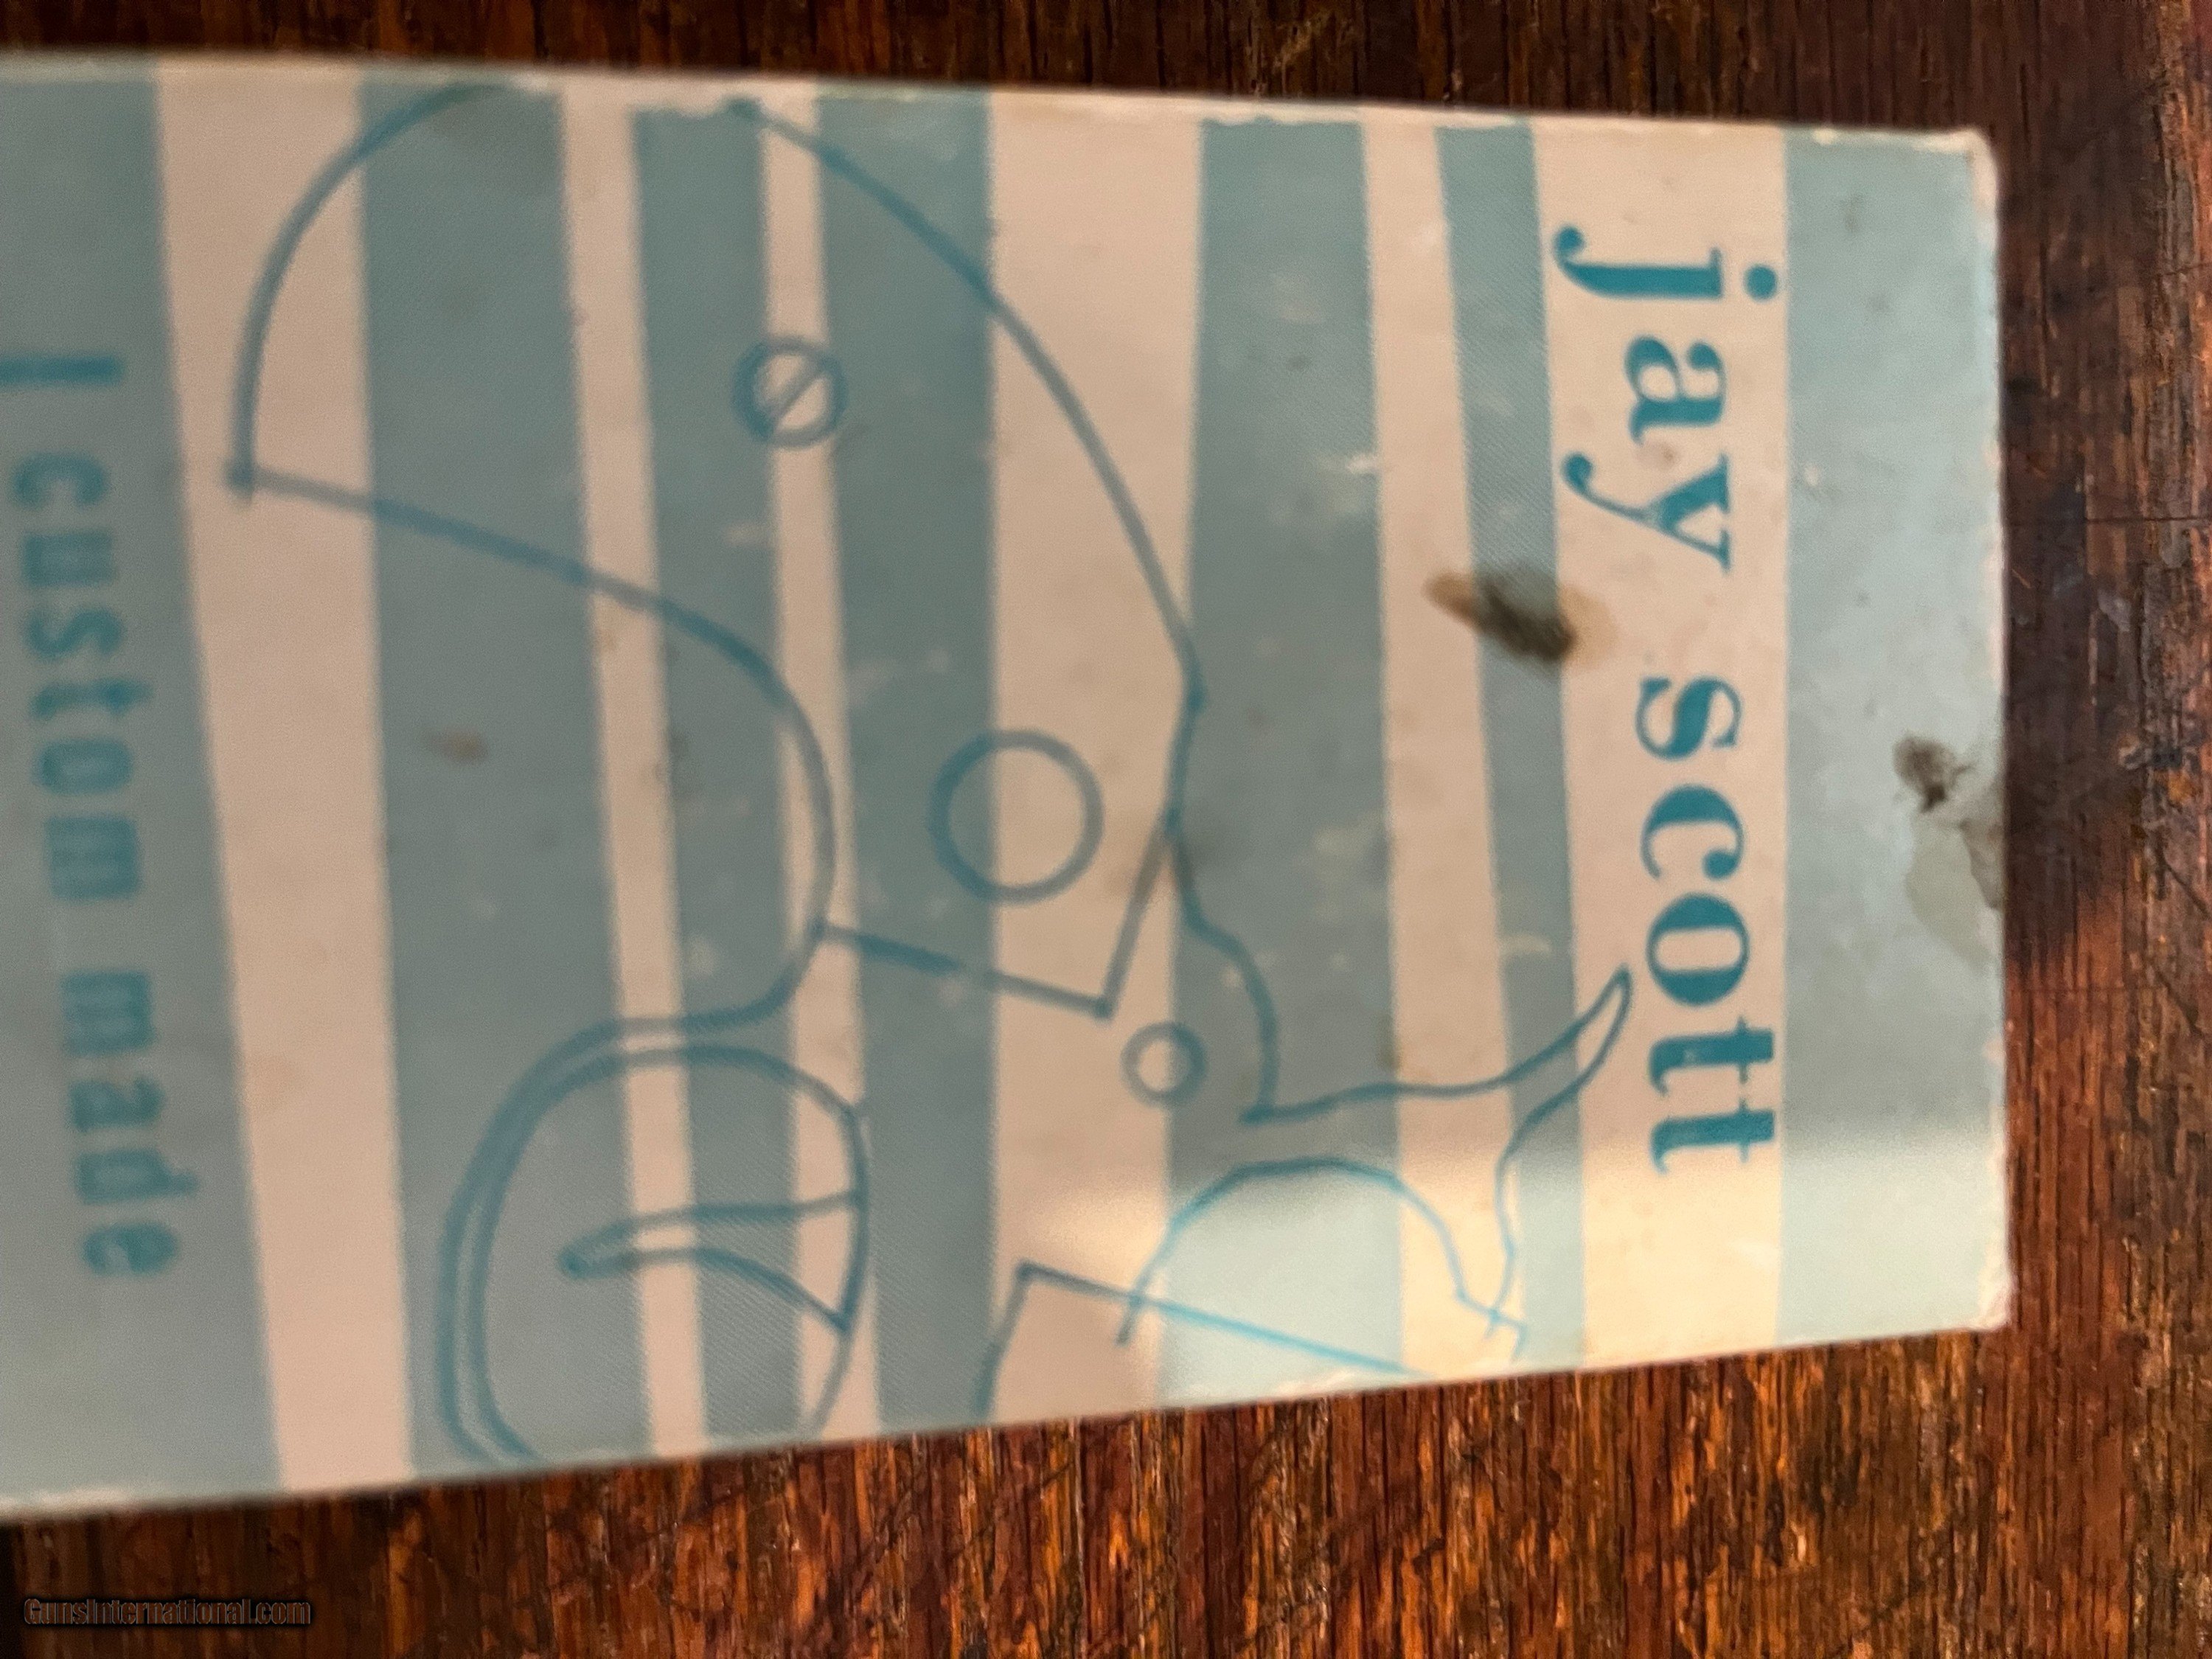 jay scott
custom made
GunsInternational.com